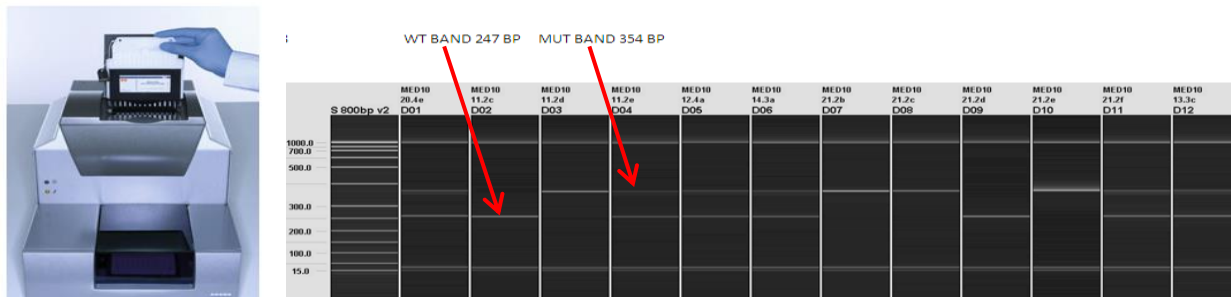 3
WT BAND 247 BP MUT BAND 354 BP
MED10 MED10 MED10 MED10 MED10 MED10 MED10 MED10 MED10 MED10 MED10 MED10
20.4e 11.2c 11.2d 11.2e 12.4a 14.3a 21.2b 21.2c 21.2d 21.2e 21.2f 13.3c
S 800bp v2 D01 D02 D03 D04 D05 D06 D07 D08 D09 D10 D11 D12
1000.0
700.0
500.0
300.0
200.0
100.0
15.0